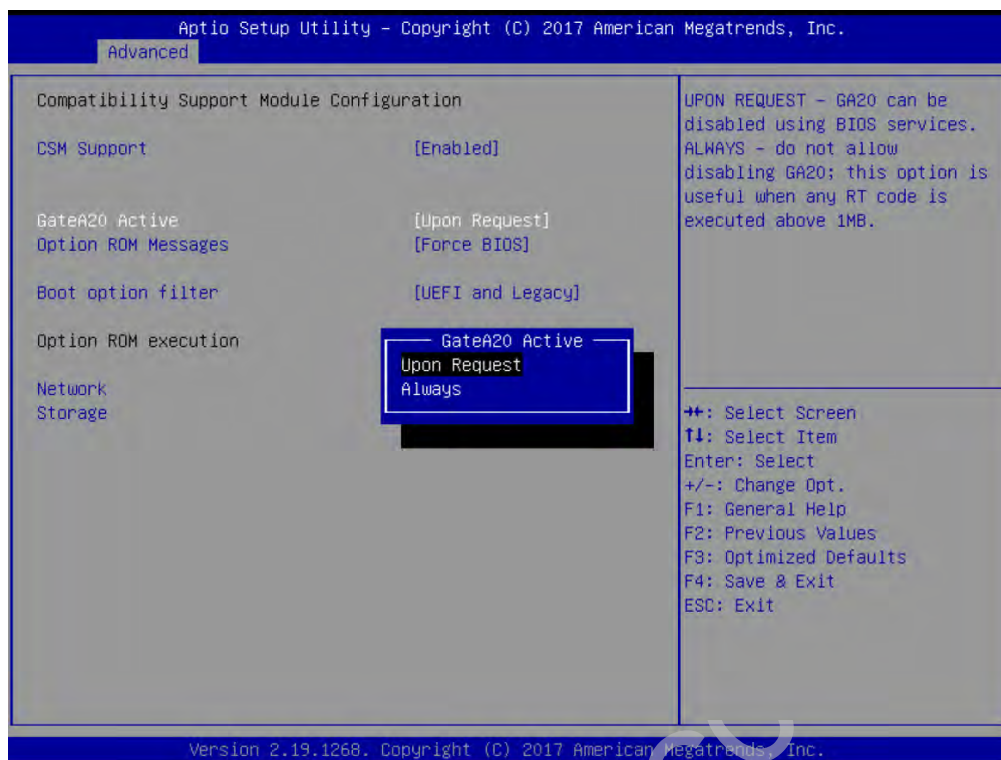 Aptio Setup Utility – Copyright (C) 2017 American Megatrends, Inc.
Advanced
Compatibility Support Module Configuration
CSM Support [Enabled]
GateA20 Active [Upon Request]
Option ROM Messages [Force BIOS]
Boot option filter [UEFI and Legacy]
Option ROM execution
Network
Storage
GateA20 Active
Upon Request
Always
UPON REQUEST – GA20 can be
disabled using BIOS services.
ALWAYS – do not allow
disabling GA20; this option is
useful when any RT code is
executed above 1MB.
→←: Select Screen
↑↓: Select Item
Enter: Select
+/-: Change Opt.
F1: General Help
F2: Previous Values
F3: Optimized Defaults
F4: Save & Exit
ESC: Exit
Version 2.19.1268. Copyright (C) 2017 American Megatrends, Inc.